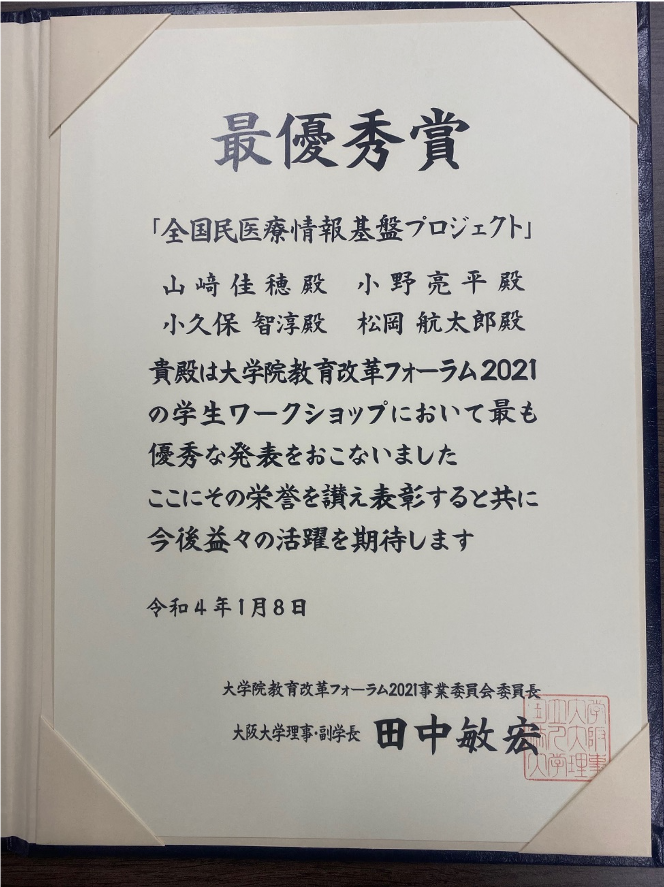 最優秀賞
「全国民医療情報基盤プロジェクト」
山﨑佳穂殿　小野亮平殿
小久保 智淳殿　松岡 航太郎殿
貴殿は大学院教育改革フォーラム2021
の学生ワークショップにおいて最も
優秀な発表をおこないました
ここにその栄誉を讃え表彰すると共に
今後益々の活躍を期待します
令和4年1月8日
大学院教育改革フォーラム2021事業委員会委員長
大阪大学理事・副学長 田中敏宏